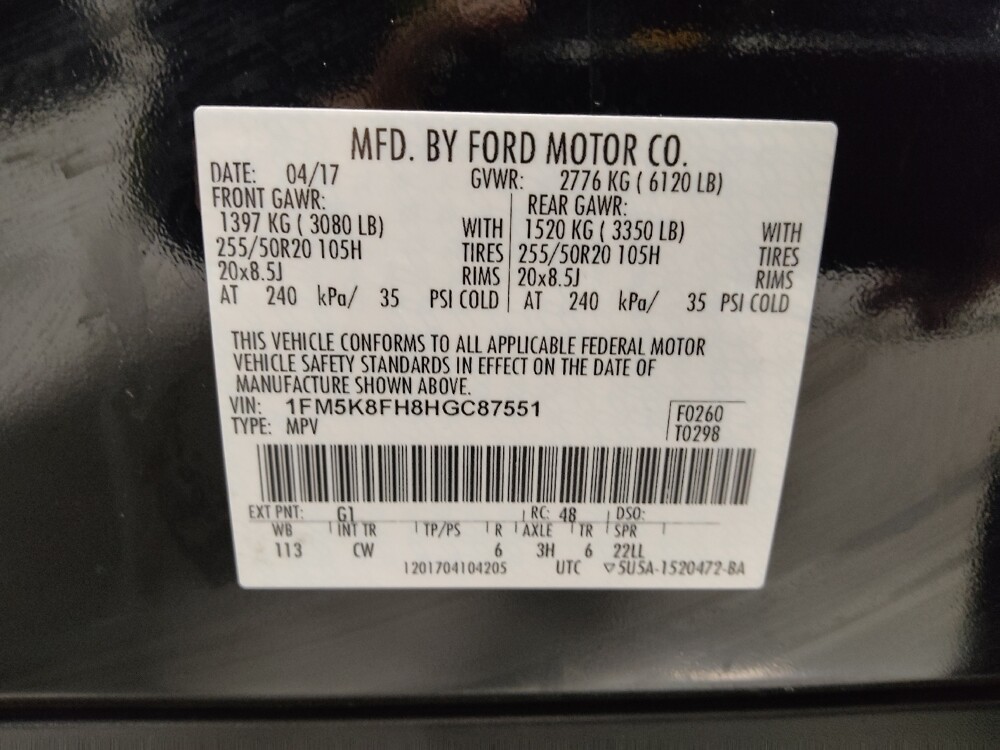 MFD. BY FORD MOTOR CO.
DATE: 04/17 GVWR: 2776 KG ( 6120 LB)
FRONT GAWR: REAR GAWR:
1397 KG ( 3080 LB) WITH 1520 KG ( 3350 LB) WITH
255/50R20 105H TIRES 255/50R20 105H TIRES
20x8.5J RIMS 20x8.5J RIMS
AT 240 kPa/ 35 PSI COLD AT 240 kPa/ 35 PSI COLD
THIS VEHICLE CONFORMS TO ALL APPLICABLE FEDERAL MOTOR
VEHICLE SAFETY STANDARDS IN EFFECT ON THE DATE OF
MANUFACTURE SHOWN ABOVE.
VIN: 1FM5K8FH8HGC87551 F0260
TYPE: MPV T0298
EXT PNT: G1 RC: 48 DSO:
WB INT TR TP/PS R AXLE TR SPR
113 CW 6 3H 6 22LL
1201704104205 UTC ▽5U5A-1520472-BA